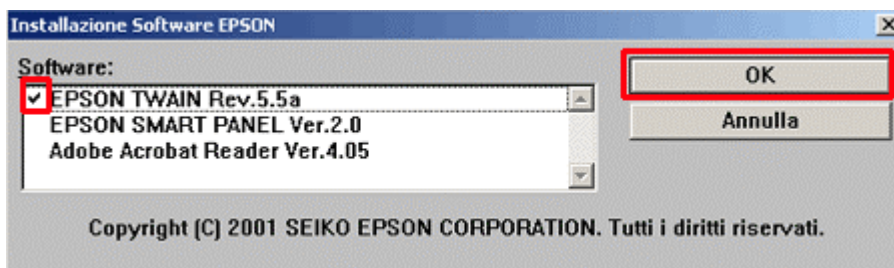 Installazione Software EPSON
Software:
EPSON TWAIN Rev.5.5a
EPSON SMART PANEL Ver.2.0
Adobe Acrobat Reader Ver.4.05
OK
Annulla
Copyright (C) 2001 SEIKO EPSON CORPORATION. Tutti i diritti riservati.